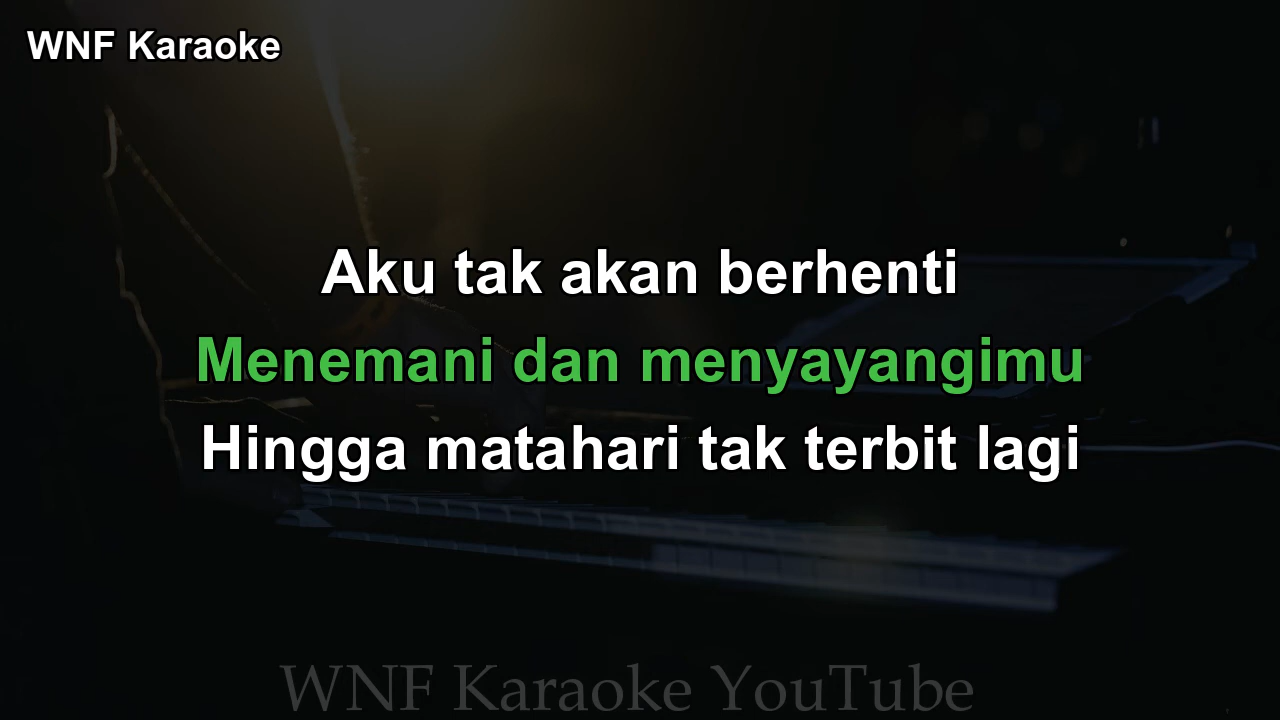 WNF Karaoke
Aku tak akan berhenti
Menemani dan menyayangimu
Hingga matahari tak terbit lagi
WNF Karaoke YouTube